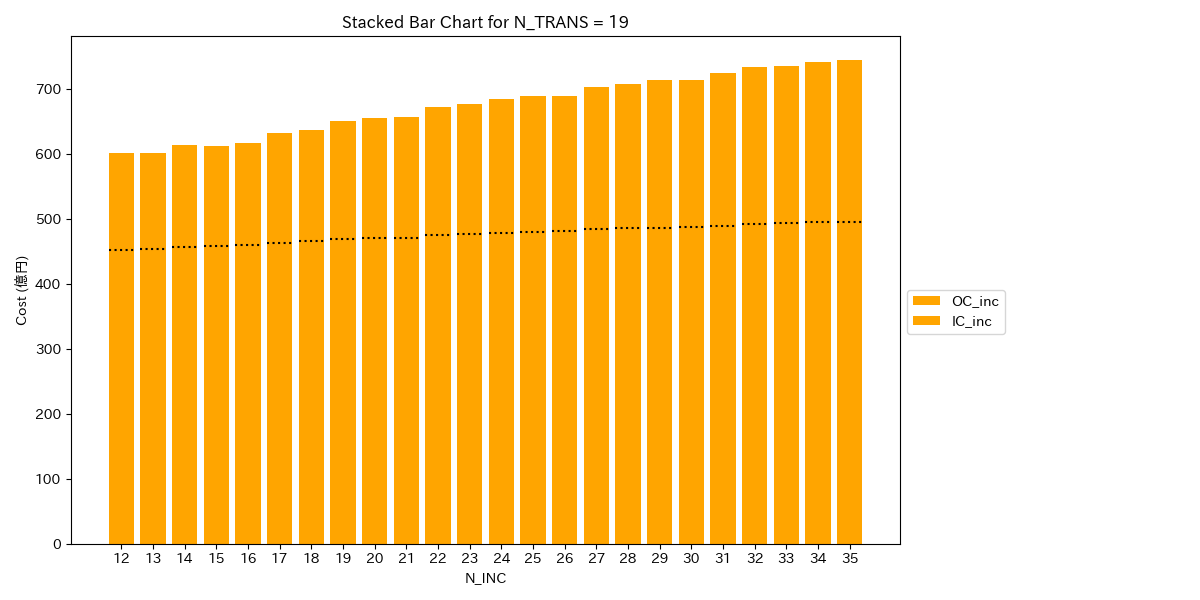 Stacked Bar Chart for N_TRANS = 19
Cost (億円)
700
600
500
400
300
200
100
0
12 13 14 15 16 17 18 19 20 21 22 23 24 25 26 27 28 29 30 31 32 33 34 35
N_INC
OC_inc
IC_inc